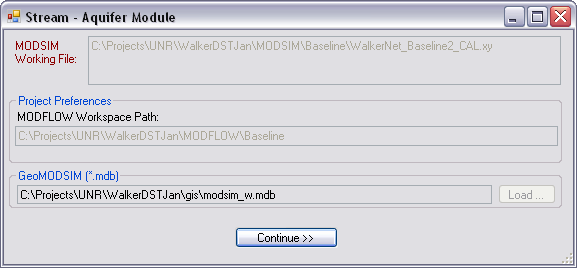 Stream - Aquifer Module
MODSIM C:\Projects\UNR\WalkerDSTJan\MODSIM\Baseline\WalkerNet_Baseline2_CAL.xy
Working File:
Project Preferences
MODFLOW Workspace Path:
C:\Projects\UNR\WalkerDSTJan\MODFLOW\Baseline
GeoMODSIM (*.mdb)
C:\Projects\UNR\WalkerDSTJan\gis\modsim_w.mdb Load ...
Continue >>